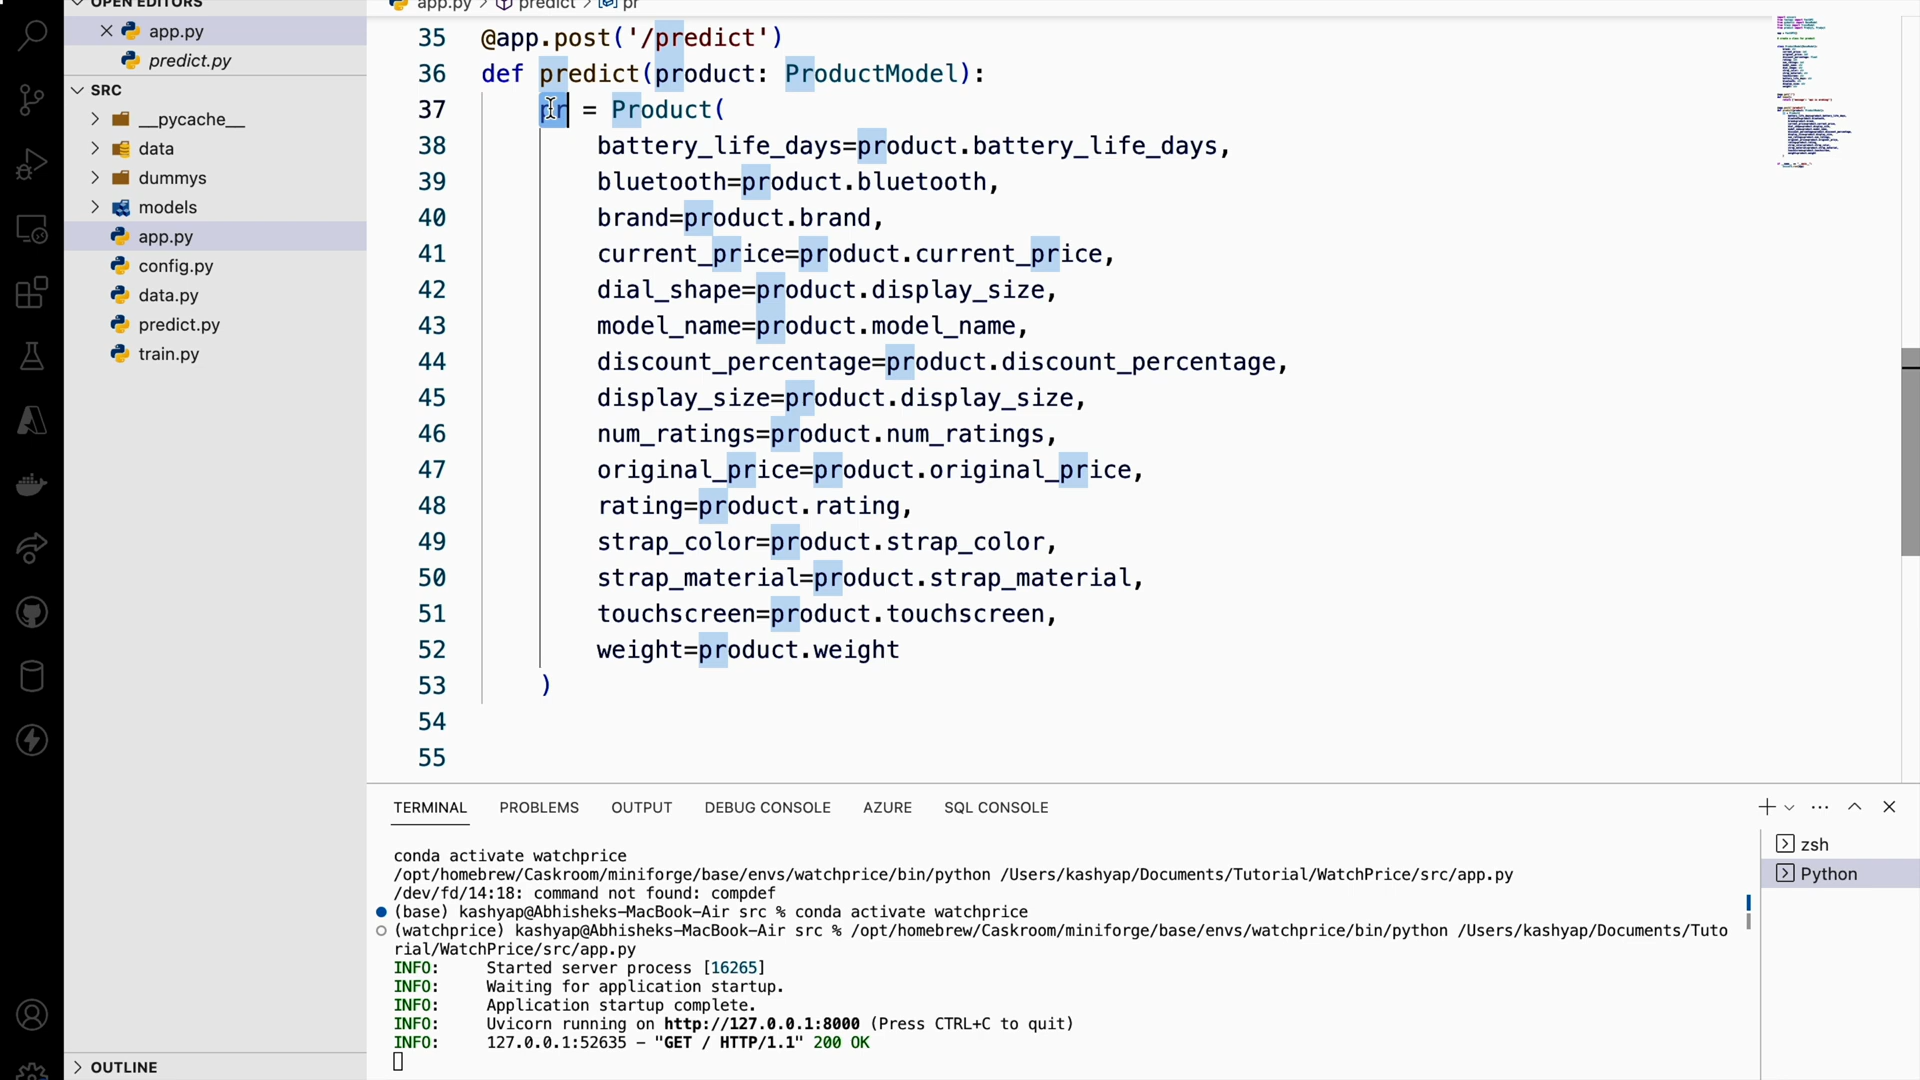 OPEN EDITORS
app.py
predict.py
SRC
__pycache__
data
dummys
models
app.py
config.py
data.py
predict.py
train.py
OUTLINE
app.py > predict > pr
35 @app.post('/predict')
36 def predict(product: ProductModel):
37 pr = Product(
38 battery_life_days=product.battery_life_days,
39 bluetooth=product.bluetooth,
40 brand=product.brand,
41 current_price=product.current_price,
42 dial_shape=product.display_size,
43 model_name=product.model_name,
44 discount_percentage=product.discount_percentage,
45 display_size=product.display_size,
46 num_ratings=product.num_ratings,
47 original_price=product.original_price,
48 rating=product.rating,
49 strap_color=product.strap_color,
50 strap_material=product.strap_material,
51 touchscreen=product.touchscreen,
52 weight=product.weight
53 )
54
55
TERMINAL PROBLEMS OUTPUT DEBUG CONSOLE AZURE SQL CONSOLE
conda activate watchprice
/opt/homebrew/Caskroom/miniforge/base/envs/watchprice/bin/python /Users/kashyap/Documents/Tutorial/WatchPrice/src/app.py
/dev/fd/14:18: command not found: compdef
(base) kashyap@Abhisheks-MacBook-Air src % conda activate watchprice
(watchprice) kashyap@Abhisheks-MacBook-Air src % /opt/homebrew/Caskroom/miniforge/base/envs/watchprice/bin/python /Users/kashyap/Documents/Tuto
rial/WatchPrice/src/app.py
INFO: Started server process [16265]
INFO: Waiting for application startup.
INFO: Application startup complete.
INFO: Uvicorn running on http://127.0.0.1:8000 (Press CTRL+C to quit)
INFO: 127.0.0.1:52635 - "GET / HTTP/1.1" 200 OK
zsh
Python